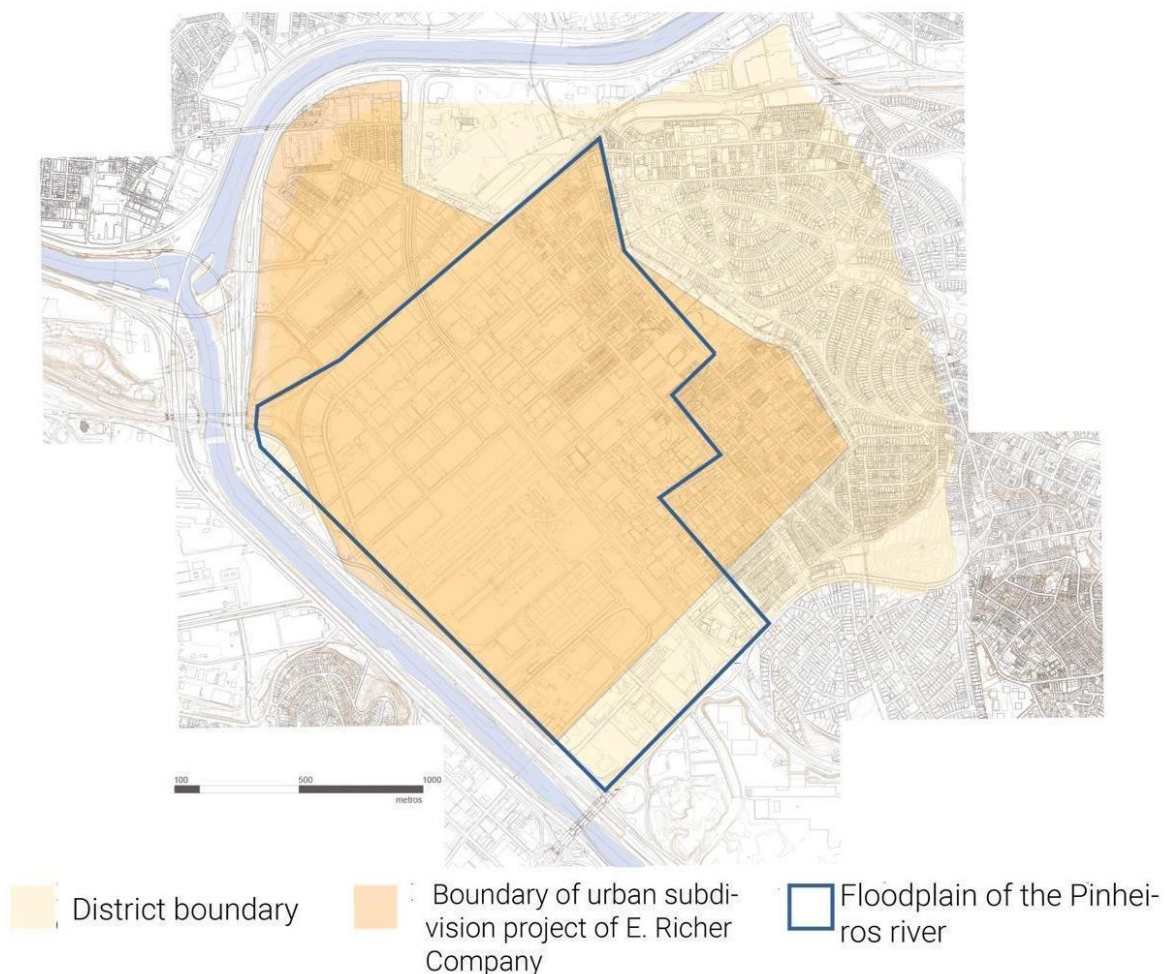 100 500 1000
metros
District boundary
Boundary of urban subdi-
vision project of E. Richer
Company
Floodplain of the Pinhei-
ros river